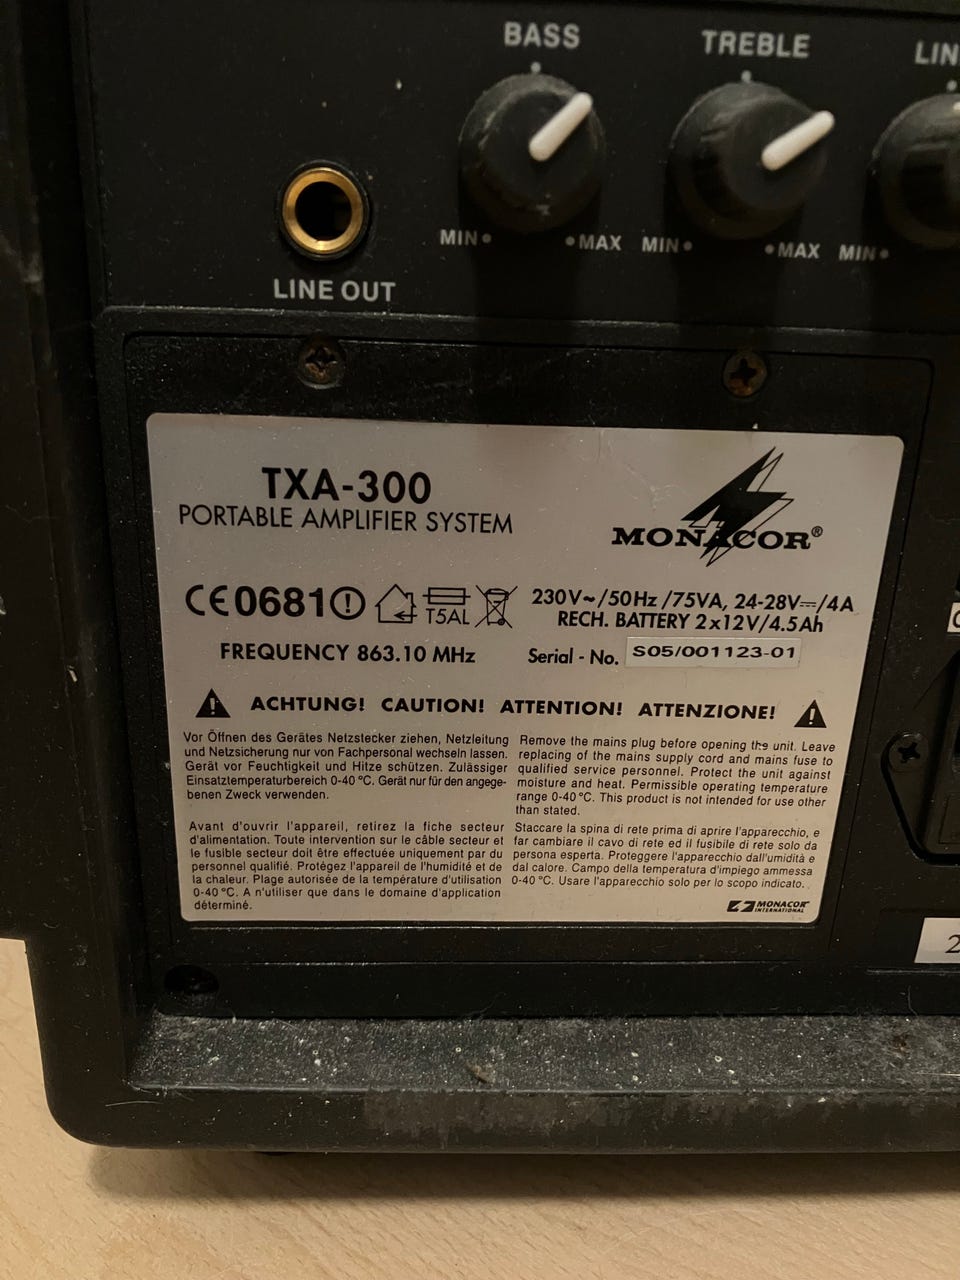 BASS
TREBLE
LIN
MIN
MAX
MIN
MAX
MIN
LINE OUT
TXA-300
PORTABLE AMPLIFIER SYSTEM
MONACOR®
CE0681
T5AL
230V~/50Hz/75VA, 24-28V⎓/4A
RECH. BATTERY 2x12V/4.5Ah
FREQUENCY 863.10 MHz
Serial - No. S05/001123-01
ACHTUNG! CAUTION! ATTENTION! ATTENZIONE!
Vor Öffnen des Gerätes Netzstecker ziehen, Netzleitung
und Netzsicherung nur von Fachpersonal wechseln lassen.
Gerät vor Feuchtigkeit und Hitze schützen. Zulässiger
Einsatztemperaturbereich 0-40 °C. Gerät nur für den angege-
benen Zweck verwenden.
Remove the mains plug before opening the unit. Leave
replacing of the mains supply cord and mains fuse to
qualified service personnel. Protect the unit against
moisture and heat. Permissible operating temperature
range 0-40 °C. This product is not intended for use other
than stated.
Avant d'ouvrir l'appareil, retirez la fiche secteur
d'alimentation. Toute intervention sur le câble secteur et
le fusible secteur doit être effectuée uniquement par du
personnel qualifié. Protégez l'appareil de l'humidité et de
la chaleur. Plage autorisée de la température d'utilisation
0-40 °C. A n'utiliser que dans le domaine d'application
déterminé.
Staccare la spina di rete prima di aprire l'apparecchio, e
far cambiare il cavo di rete ed il fusibile di rete solo da
persona esperta. Proteggere l'apparecchio dall'umidità e
dal calore. Campo della temperatura d'impiego ammessa
0-40 °C. Usare l'apparecchio solo per lo scopo indicato.
MONACOR®
INTERNATIONAL
2